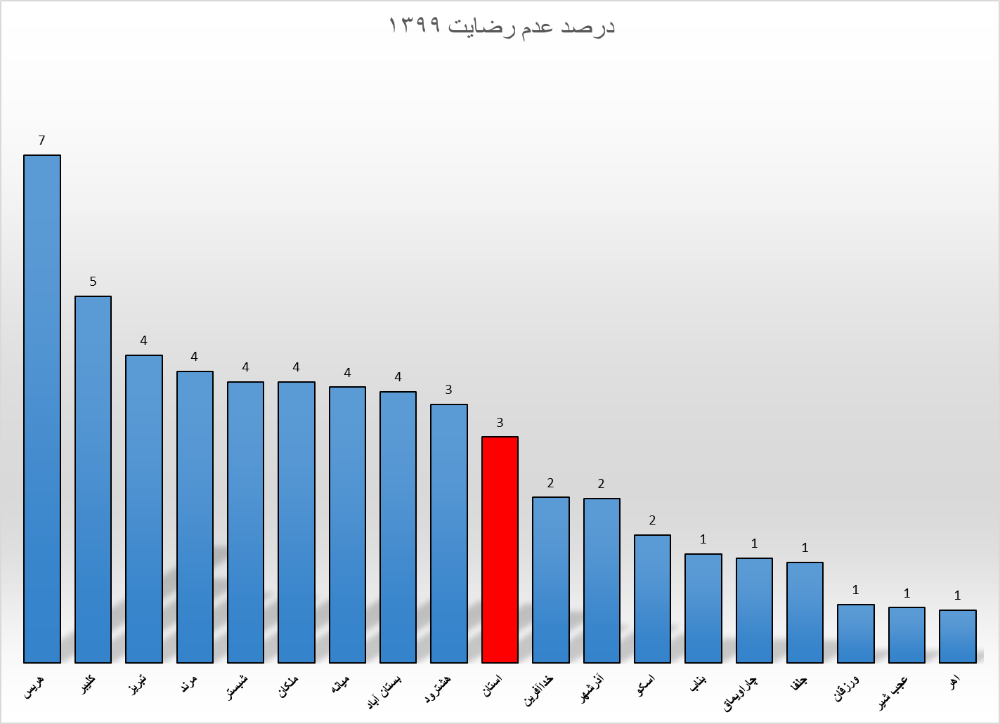 درصد عدم رضایت ۱۳۹۹
7
5
4
4
4
4
4
4
3
3
2
2
2
1
1
1
1
1
1
هریس
کلیبر
تبریز
مرند
شبستر
ملکان
میانه
بستان آباد
هشترود
استان
خداآفرین
آذرشهر
اسکو
بناب
چاراویماق
جلفا
ورزقان
عجب شیر
اهر